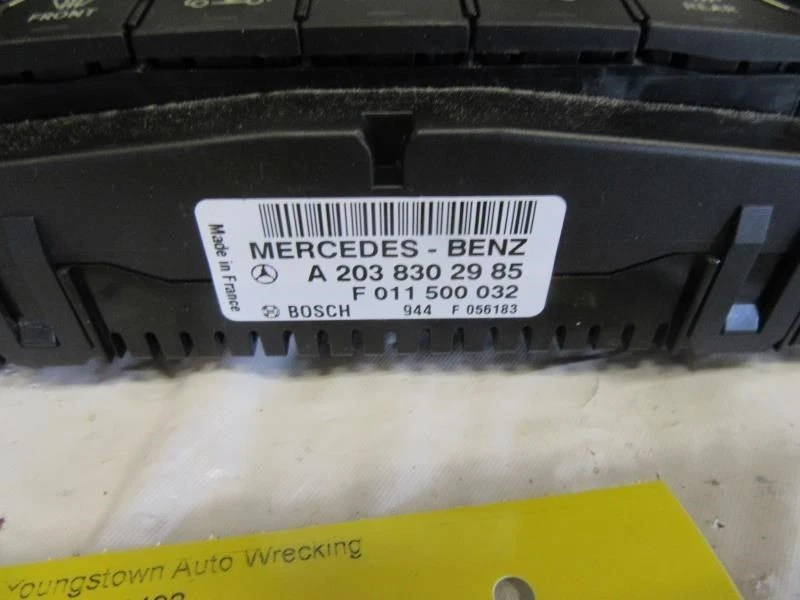 FRONT
REAR
Made in France
MERCEDES - BENZ
A 203 830 29 85
F 011 500 032
BOSCH 944 F 056183
Youngstown Auto Wrecking